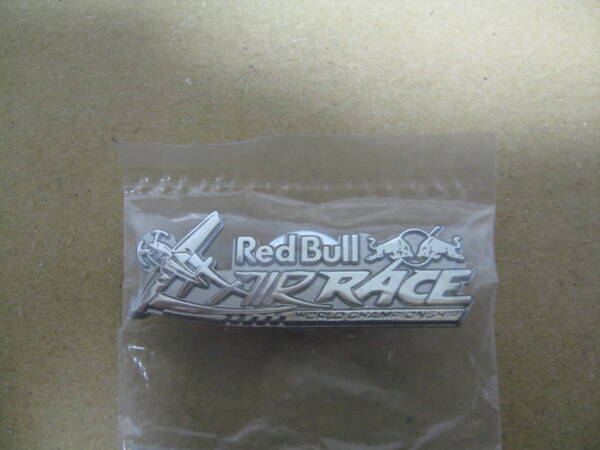 Red Bull
AIR RACE
WORLD CHAMPIONSHIP